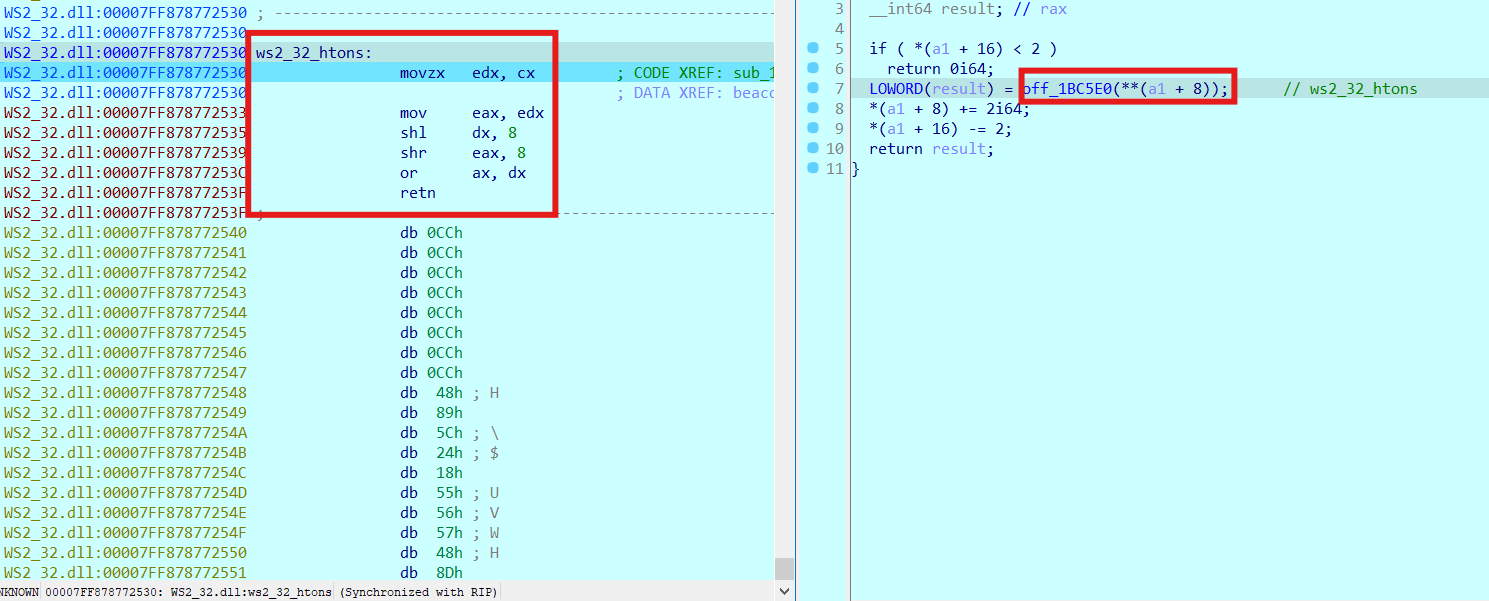 WS2_32.dll:00007FF878772530 ; ---------------------------------------------------------
WS2_32.dll:00007FF878772530
WS2_32.dll:00007FF878772530 ws2_32_htons:
WS2_32.dll:00007FF878772530 movzx edx, cx ; CODE XREF: sub_1
WS2_32.dll:00007FF878772530 ; DATA XREF: beaco
WS2_32.dll:00007FF878772533 mov eax, edx
WS2_32.dll:00007FF878772535 shl dx, 8
WS2_32.dll:00007FF878772539 shr eax, 8
WS2_32.dll:00007FF87877253C or ax, dx
WS2_32.dll:00007FF87877253F retn
WS2_32.dll:00007FF87877253F ; ---------------------------------------------------------
WS2_32.dll:00007FF878772540 db 0CCh
WS2_32.dll:00007FF878772541 db 0CCh
WS2_32.dll:00007FF878772542 db 0CCh
WS2_32.dll:00007FF878772543 db 0CCh
WS2_32.dll:00007FF878772544 db 0CCh
WS2_32.dll:00007FF878772545 db 0CCh
WS2_32.dll:00007FF878772546 db 0CCh
WS2_32.dll:00007FF878772547 db 0CCh
WS2_32.dll:00007FF878772548 db 48h ; H
WS2_32.dll:00007FF878772549 db 89h
WS2_32.dll:00007FF87877254A db 5Ch ; \
WS2_32.dll:00007FF87877254B db 24h ; $
WS2_32.dll:00007FF87877254C db 18h
WS2_32.dll:00007FF87877254D db 55h ; U
WS2_32.dll:00007FF87877254E db 56h ; V
WS2_32.dll:00007FF87877254F db 57h ; W
WS2_32.dll:00007FF878772550 db 48h ; H
WS2_32.dll:00007FF878772551 db 8Dh
NKNOWN 00007FF878772530: WS2_32.dll:ws2_32_htons (Synchronized with RIP)
3 __int64 result; // rax
4
5 if ( *(a1 + 16) < 2 )
6 return 0i64;
7 LOWORD(result) = off_1BC5E0(**(a1 + 8)); // ws2_32_htons
8 *(a1 + 8) += 2i64;
9 *(a1 + 16) -= 2;
10 return result;
11 }